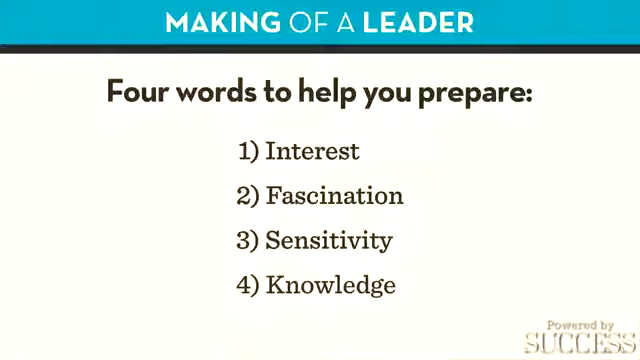 MAKING OF A LEADER
Four words to help you prepare:
1) Interest
2) Fascination
3) Sensitivity
4) Knowledge
Powered by
SUCCESS